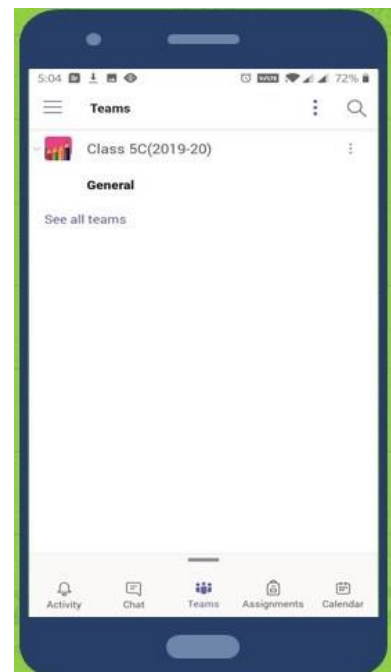 5:04 72%
Teams
Class 5C(2019-20)
General
See all teams
Activity Chat Teams Assignments Calendar